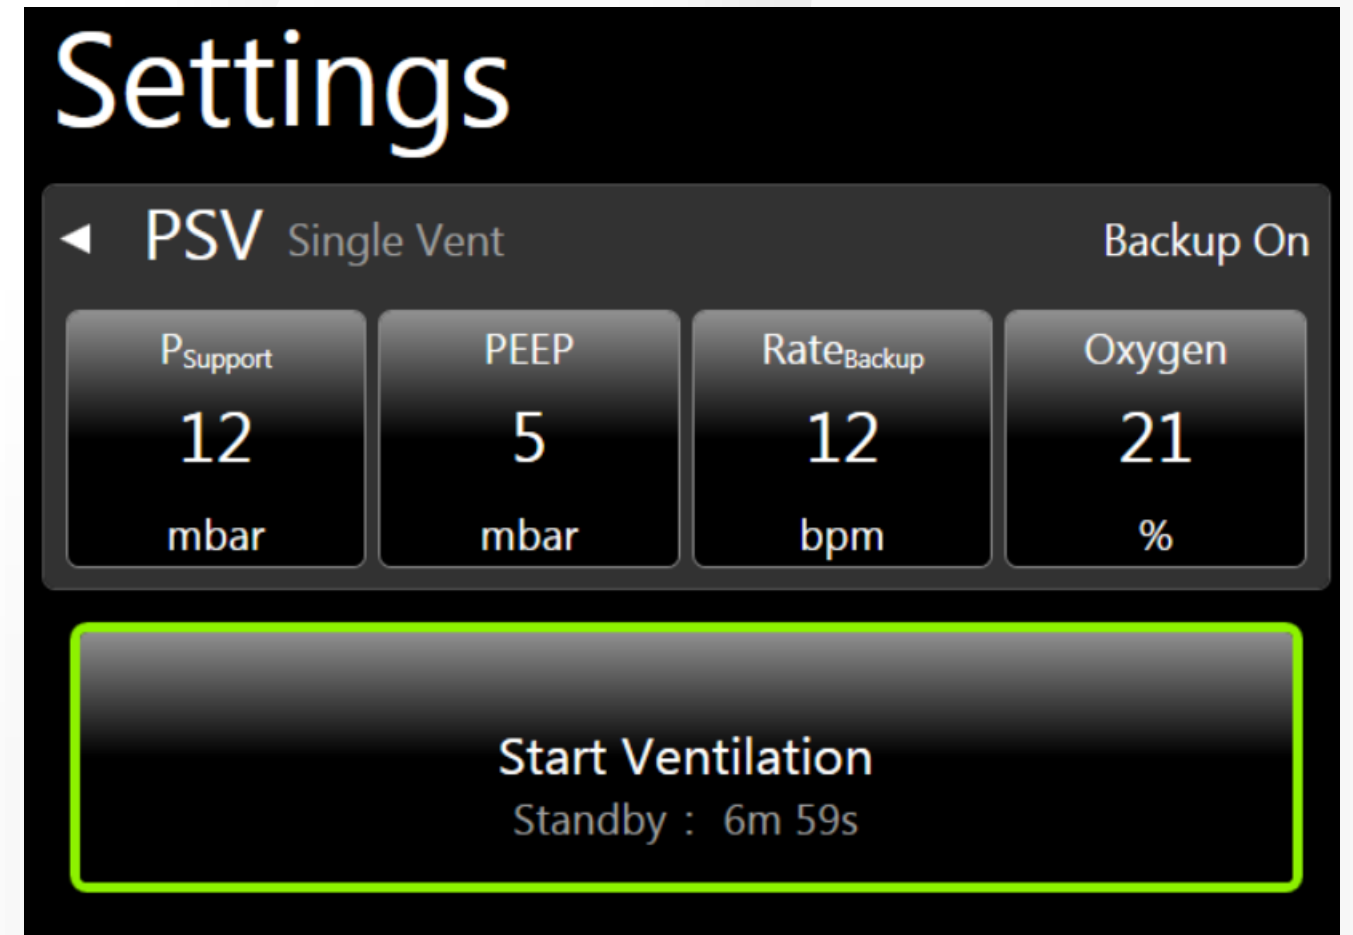 Settings
◄ PSV Single Vent Backup On
PSupport PEEP RateBackup Oxygen
12 5 12 21
mbar mbar bpm %
Start Ventilation
Standby : 6m 59s